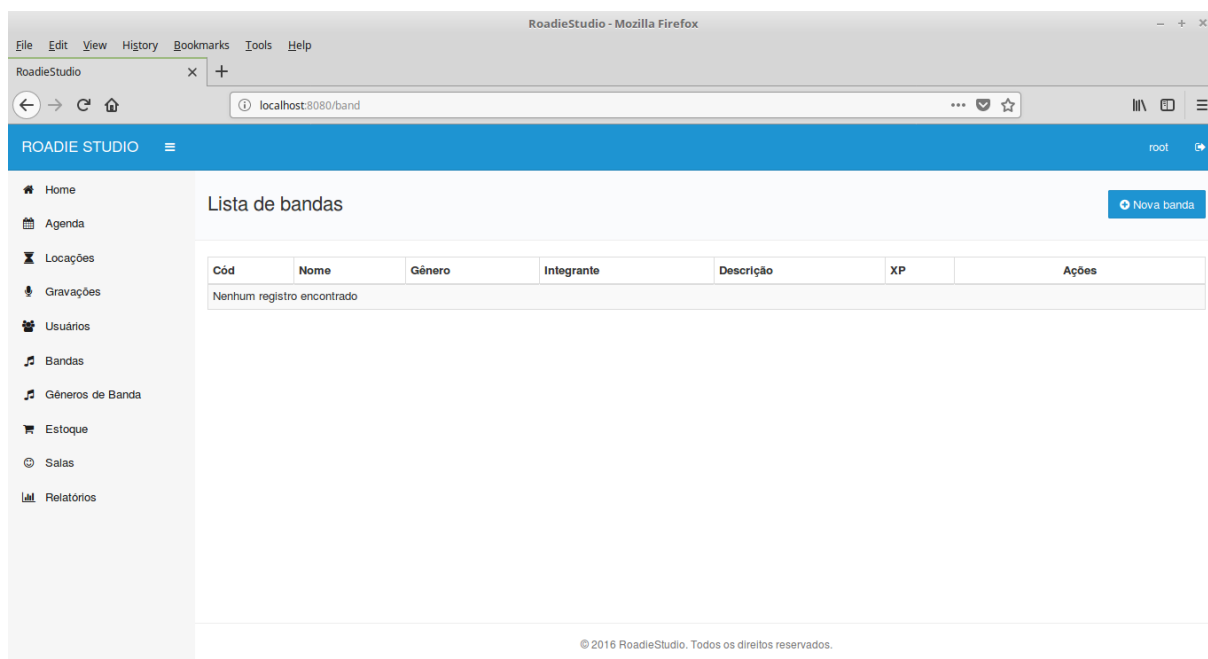 RoadieStudio - Mozilla Firefox
File Edit View History Bookmarks Tools Help
RoadieStudio
localhost:8080/band
ROADIE STUDIO
root
Home
Agenda
Locações
Gravações
Usuários
Bandas
Gêneros de Banda
Estoque
Salas
Relatórios
Lista de bandas
Nova banda
Cód Nome Gênero Integrante Descrição XP Ações
Nenhum registro encontrado
© 2016 RoadieStudio. Todos os direitos reservados.